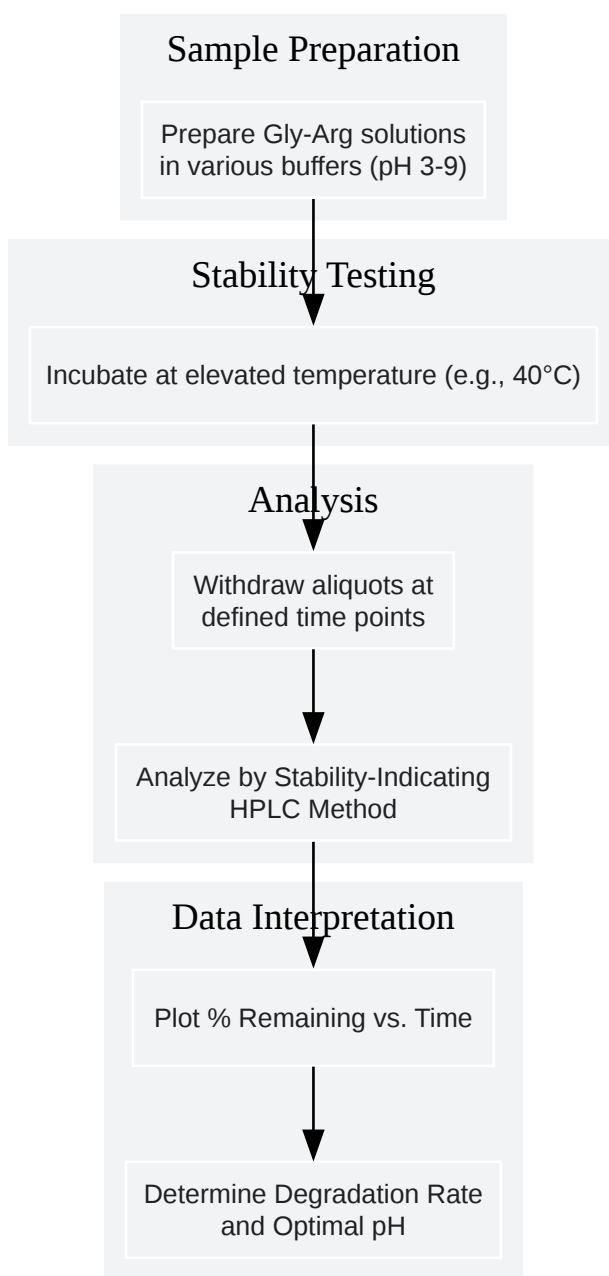 Sample Preparation
Prepare Gly-Arg solutions
in various buffers (pH 3-9)
Stability Testing
Incubate at elevated temperature (e.g., 40°C)
Analysis
Withdraw aliquots at
defined time points
Analyze by Stability-Indicating
HPLC Method
Data Interpretation
Plot % Remaining vs. Time
Determine Degradation Rate
and Optimal pH